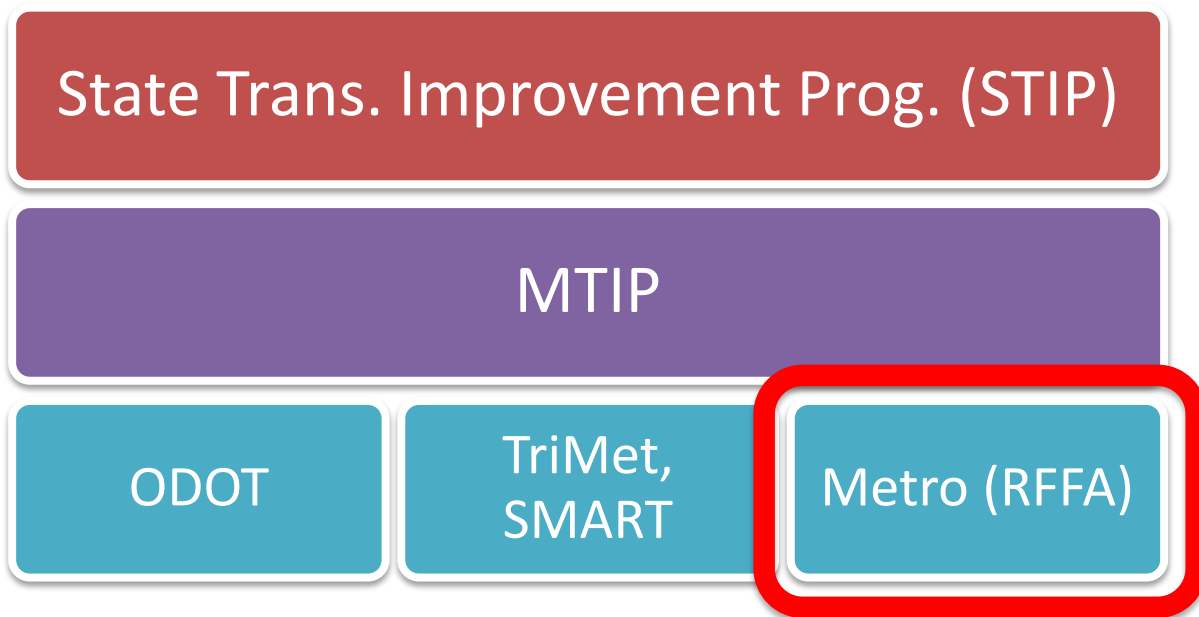 State Trans. Improvement Prog. (STIP)
MTIP
ODOT
TriMet,
SMART
Metro (RFFA)